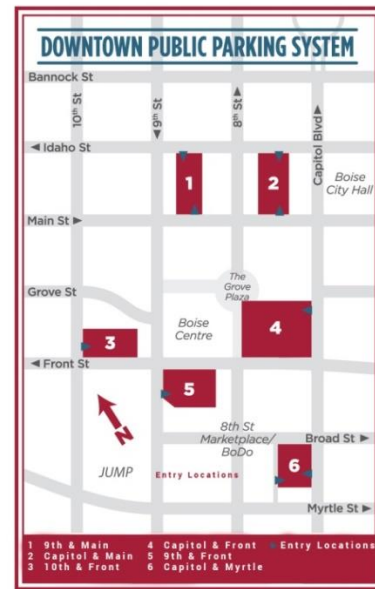 DOWNTOWN PUBLIC PARKING SYSTEM
Bannock St
10th St
9th St
8th St
Capitol Blvd
Idaho St
1
2
Boise
City Hall
Main St
The
Grove
Plaza
Grove St
Boise
Centre
4
3
Front St
5
8th St
Marketplace/
BoDo
Broad St
N
JUMP
Entry Locations
6
Myrtle St
1 9th & Main
2 Capitol & Main
3 10th & Front
4 Capitol & Front
5 9th & Front
6 Capitol & Myrtle
Entry Locations